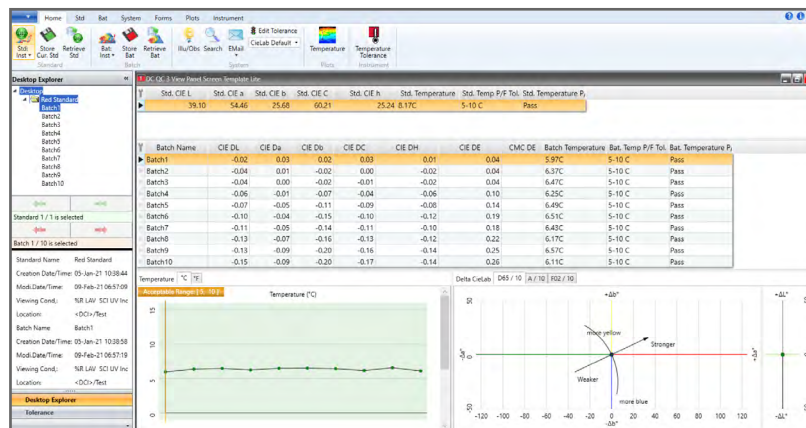 Home Std Bat System Forms Plots Instrument
Std. Inst Store Cur. Std Retrieve Std Bat. Inst Store Bat Retrieve Bat Illu/Obs Search EMail Edit Tolerance CieLab Default Temperature Temperature Tolerance
Standard Batch System Plots Instrument
Desktop Explorer
Desktop
Red Standard
Batch1
Batch2
Batch3
Batch4
Batch5
Batch6
Batch7
Batch8
Batch9
Batch10
Standard 1 / 1 is selected
Batch 1 / 10 is selected
Standard Name Red Standard
Creation Date/Time: 05-Jan-21 10:38:44
Modi.Date/Time: 09-Feb-21 06:57:09
Viewing Cond,: %R LAV SCI UV Inc
Location: <DCI>/Test
Batch Name Batch1
Creation Date/Time: 05-Jan-21 10:38:58
Modi.Date/Time: 09-Feb-21 06:57:19
Viewing Cond,: %R LAV SCI UV Inc
Location: <DCI>/Test
Desktop Explorer
Tolerance
QC 3 View Panel Screen Template Lite
Std. CIE L Std. CIE a Std. CIE b Std. CIE C Std. CIE h Std. Temperature Std. Temp P/F Tol. Std. Temperature P,
39.10 54.46 25.68 60.21 25.24 8.17C 5-10 C Pass
Batch Name CIE DL CIE Da CIE Db CIE DC CIE DH CIE DE CMC DE Batch Temperature Bat. Temp P/F Tol. Bat. Temperature P,
Batch1 -0.02 0.03 0.02 0.03 0.01 0.04 5.97C 5-10 C Pass
Batch2 -0.04 0.01 -0.00 -0.00 -0.02 0.04 6.37C 5-10 C Pass
Batch3 -0.04 0.00 -0.02 -0.01 -0.02 0.04 6.47C 5-10 C Pass
Batch4 -0.06 -0.01 -0.07 -0.04 -0.06 0.10 6.25C 5-10 C Pass
Batch5 -0.07 -0.05 -0.11 -0.09 -0.08 0.14 6.49C 5-10 C Pass
Batch6 -0.10 -0.04 -0.15 -0.10 -0.12 0.19 6.51C 5-10 C Pass
Batch7 -0.11 -0.05 -0.14 -0.11 -0.10 0.18 6.43C 5-10 C Pass
Batch8 -0.13 -0.07 -0.16 -0.13 -0.12 0.22 6.17C 5-10 C Pass
Batch9 -0.13 -0.09 -0.20 -0.16 -0.14 0.25 6.57C 5-10 C Pass
Batch10 -0.15 -0.09 -0.20 -0.17 -0.14 0.26 6.11C 5-10 C Pass
Temperature °C °F
Acceptable Range:[ 5- 10 ]
Temperature (°C)
15
10
5
0
Delta CieLab D65 / 10 A / 10 F02 / 10
+Δb* +ΔL*
50 50
more yellow
Stronger
-Δa* +Δa*
0 0
Weaker
more blue
-50 -50
-120 -100 -80 -60 -40 -20 0 20 40 60 80 100 120
-Δb* -ΔL*